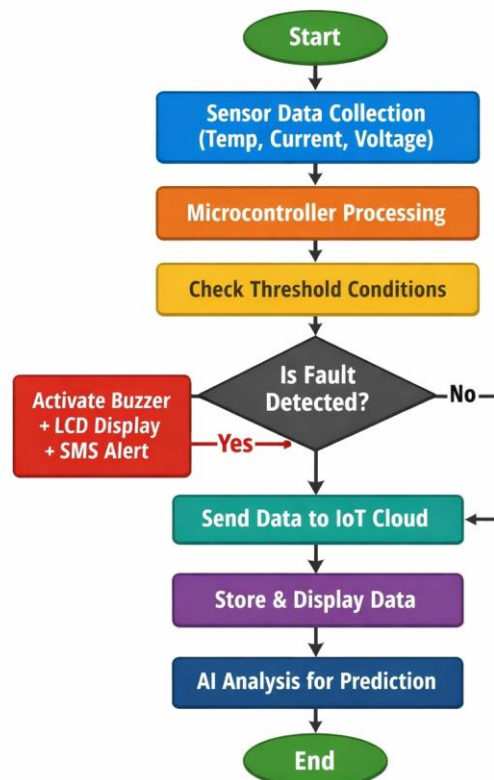 Start
Sensor Data Collection
(Temp, Current, Voltage)
Microcontroller Processing
Check Threshold Conditions
Is Fault
Detected?
No
Activate Buzzer
+ LCD Display
+ SMS Alert
Yes
Send Data to IoT Cloud
Store & Display Data
AI Analysis for Prediction
End